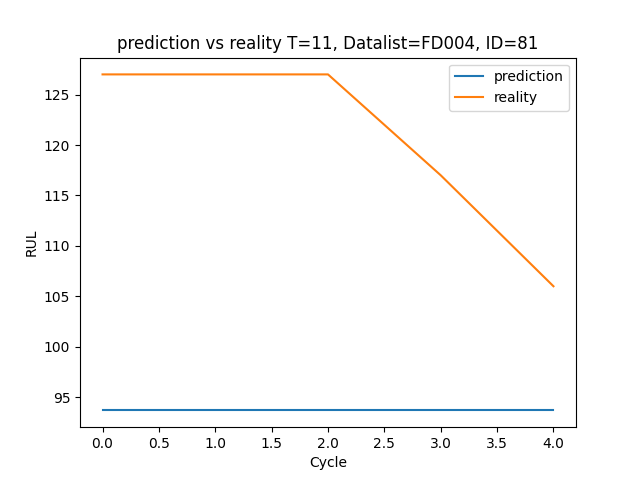 prediction vs reality T=11, Datalist=FD004, ID=81
prediction
reality
125
120
115
110
105
100
95
RUL
0.0 0.5 1.0 1.5 2.0 2.5 3.0 3.5 4.0
Cycle